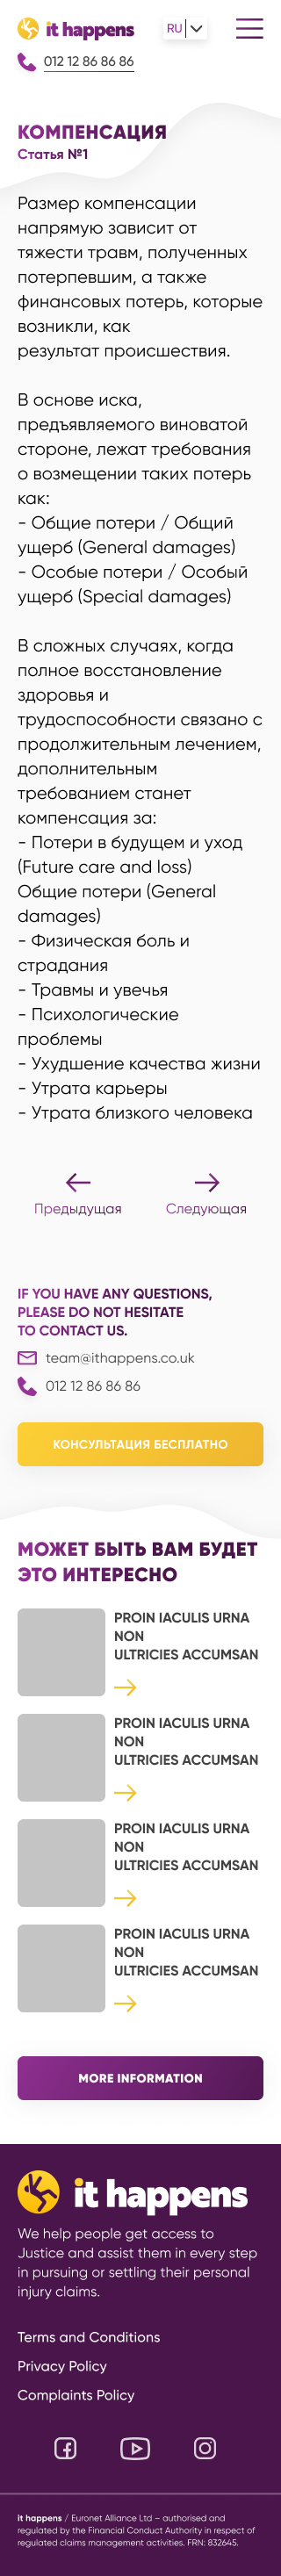 it happens
RU
012 12 86 86 86
КОМПЕНСАЦИЯ
Статья №1
Размер компенсации
напрямую зависит от
тяжести травм, полученных
потерпевшим, а также
финансовых потерь, которые
возникли, как
результат происшествия.
В основе иска,
предъявляемого виноватой
стороне, лежат требования
о возмещении таких потерь
как:
- Общие потери / Общий
ущерб (General damages)
- Особые потери / Особый
ущерб (Special damages)
В сложных случаях, когда
полное восстановление
здоровья и
трудоспособности связано с
продолжительным лечением,
дополнительным
требованием станет
компенсация за:
- Потери в будущем и уход
(Future care and loss)
Общие потери (General
damages)
- Физическая боль и
страдания
- Травмы и увечья
- Психологические
проблемы
- Ухудшение качества жизни
- Утрата карьеры
- Утрата близкого человека
Предыдущая
Следующая
IF YOU HAVE ANY QUESTIONS,
PLEASE DO NOT HESITATE
TO CONTACT US.
team@ithappens.co.uk
012 12 86 86 86
КОНСУЛЬТАЦИЯ БЕСПЛАТНО
МОЖЕТ БЫТЬ ВАМ БУДЕТ
ЭТО ИНТЕРЕСНО
PROIN IACULIS URNA
NON
ULTRICIES ACCUMSAN
PROIN IACULIS URNA
NON
ULTRICIES ACCUMSAN
PROIN IACULIS URNA
NON
ULTRICIES ACCUMSAN
PROIN IACULIS URNA
NON
ULTRICIES ACCUMSAN
MORE INFORMATION
it happens
We help people get access to
Justice and assist them in every step
in pursuing or settling their personal
injury claims.
Terms and Conditions
Privacy Policy
Complaints Policy
it happens / Euronet Alliance Ltd – authorised and
regulated by the Financial Conduct Authority in respect of
regulated claims management activities. FRN: 832645.